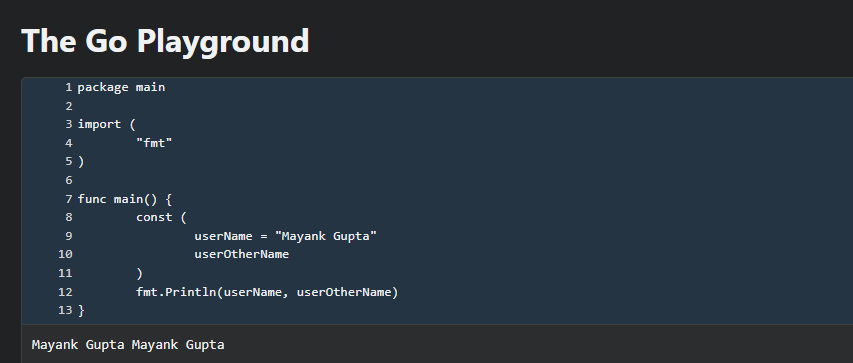 The Go Playground
1 package main
2
3 import (
4         "fmt"
5 )
6
7 func main() {
8         const (
9                 userName = "Mayank Gupta"
10                 userOtherName
11         )
12         fmt.Println(userName, userOtherName)
13 }
Mayank Gupta Mayank Gupta